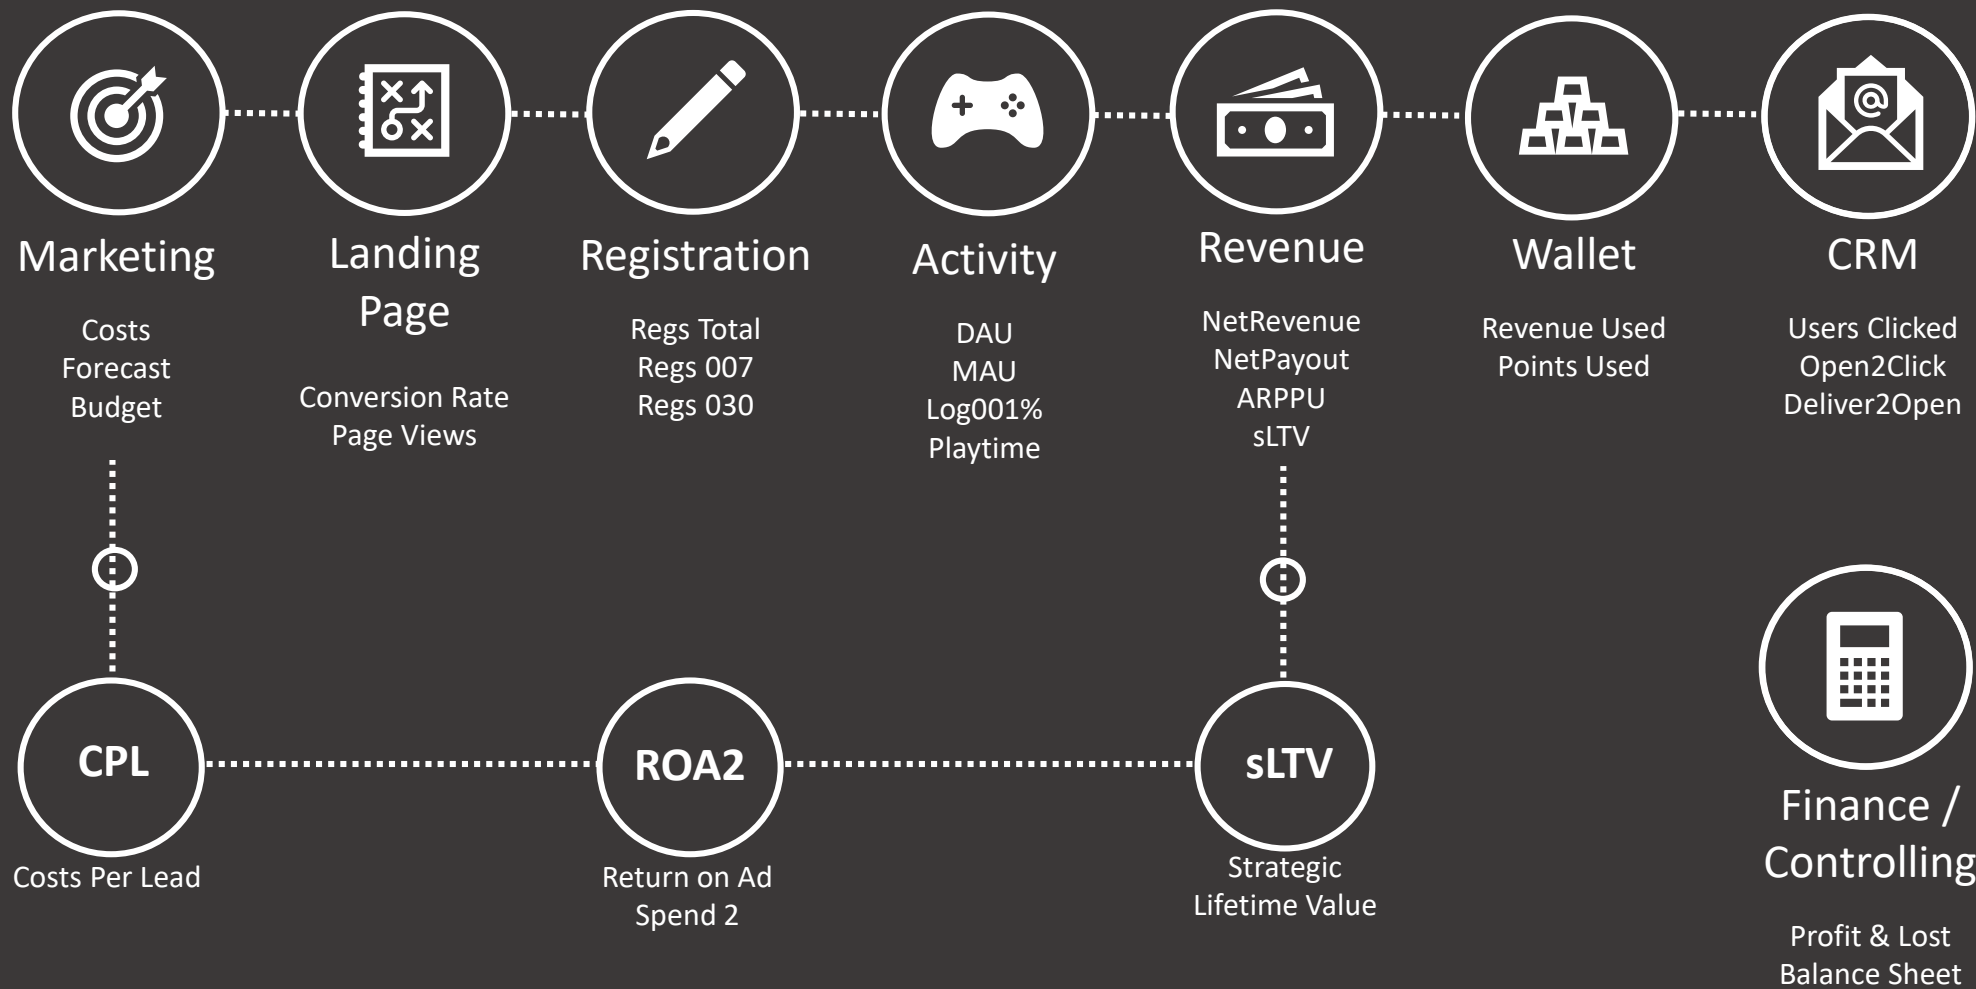 Marketing
Costs
Forecast
Budget
Landing
Page
Conversion Rate
Page Views
Registration
Regs Total
Regs 007
Regs 030
Activity
DAU
MAU
Log001%
Playtime
Revenue
NetRevenue
NetPayout
ARPPU
sLTV
Wallet
Revenue Used
Points Used
CRM
Users Clicked
Open2Click
Deliver2Open
CPL
Costs Per Lead
ROA2
Return on Ad
Spend 2
sLTV
Strategic
Lifetime Value
Finance /
Controlling
Profit & Lost
Balance Sheet